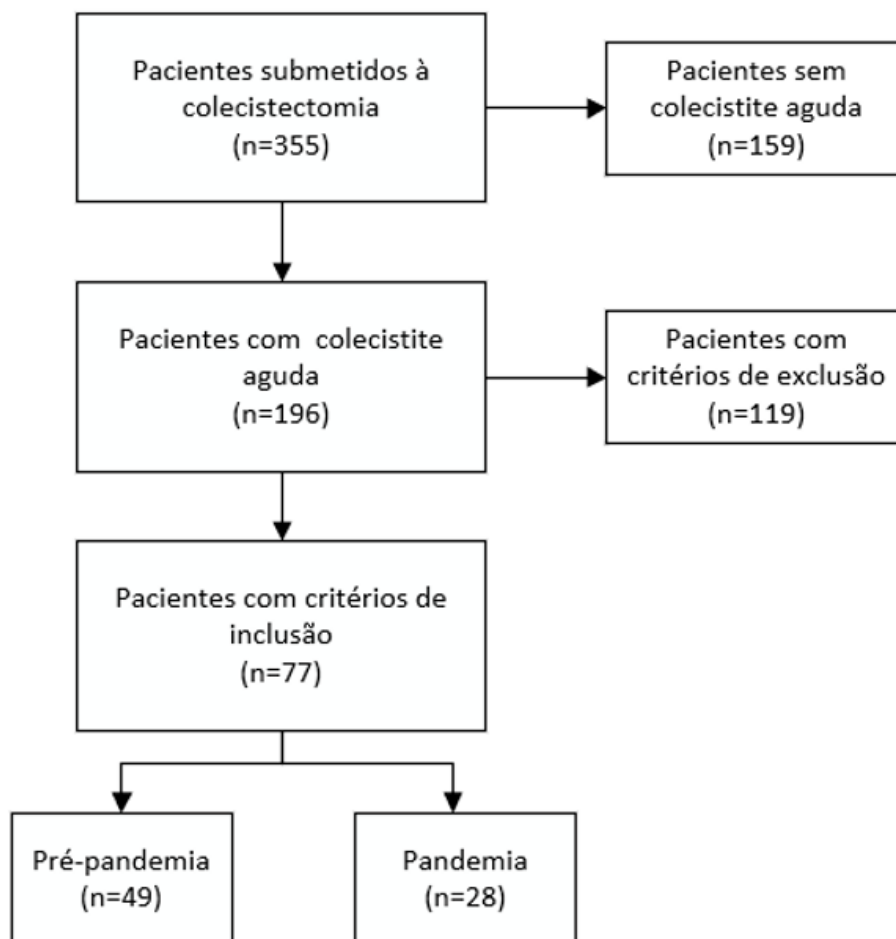 Pacientes submetidos à
colecistectomia
(n=355)
Pacientes sem
colecistite aguda
(n=159)
Pacientes com colecistite
aguda
(n=196)
Pacientes com
critérios de exclusão
(n=119)
Pacientes com critérios de
inclusão
(n=77)
Pré-pandemia
(n=49)
Pandemia
(n=28)